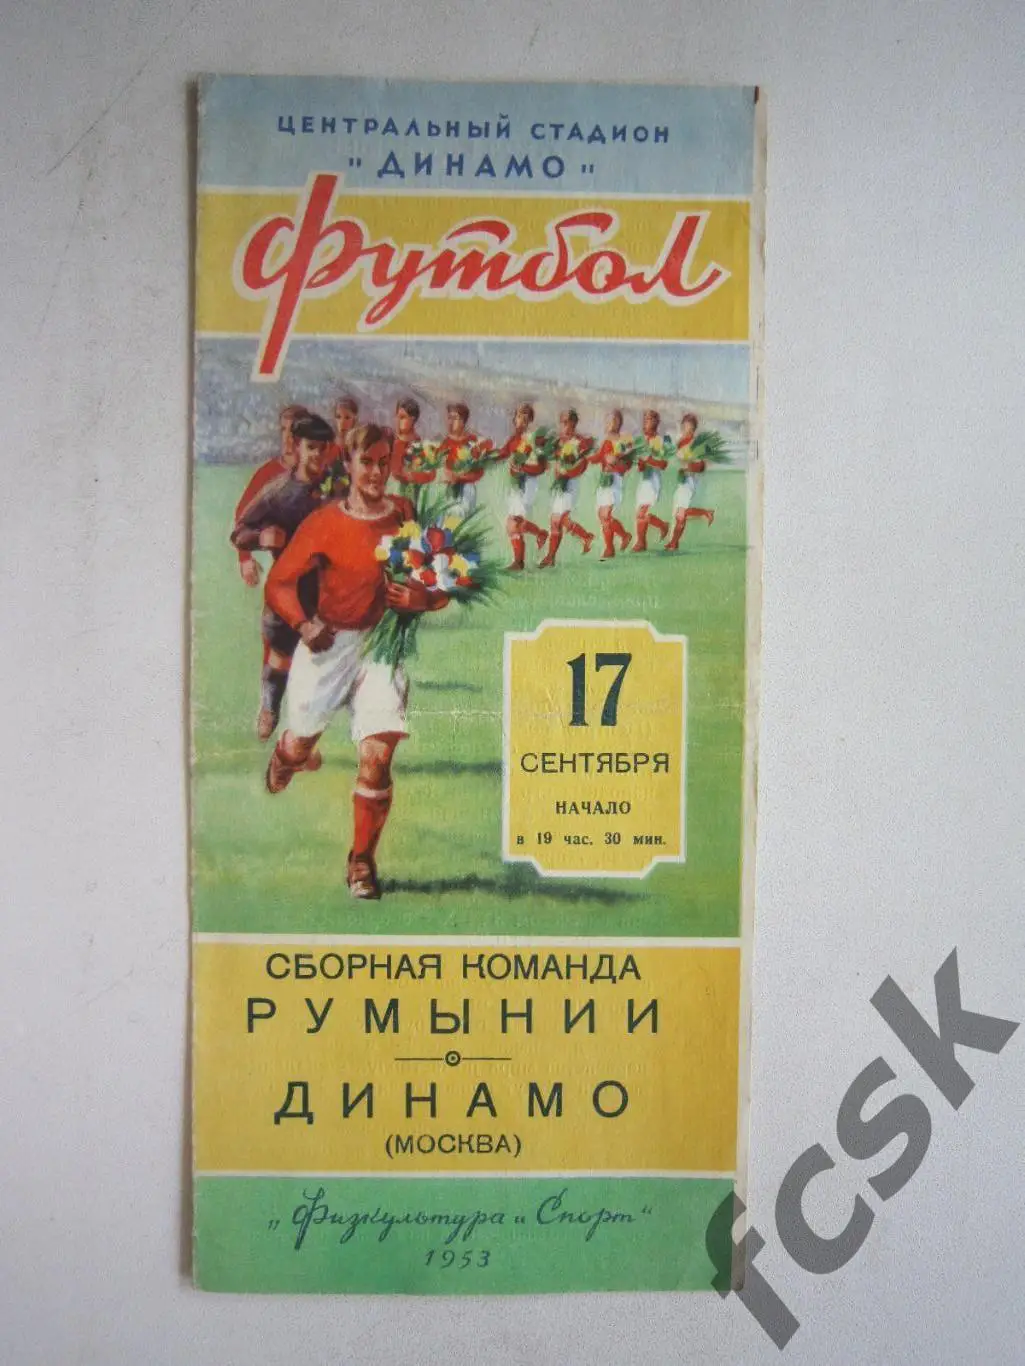 ЦЕНТРАЛЬНЫЙ СТАДИОН
"ДИНАМО"
Футбол
17
СЕНТЯБРЯ
НАЧАЛО
в 19 час. 30 мин.
СБОРНАЯ КОМАНДА
РУМЫНИИ
ДИНАМО
(МОСКВА)
„Физкультура и Спорт"
1953
fcsk